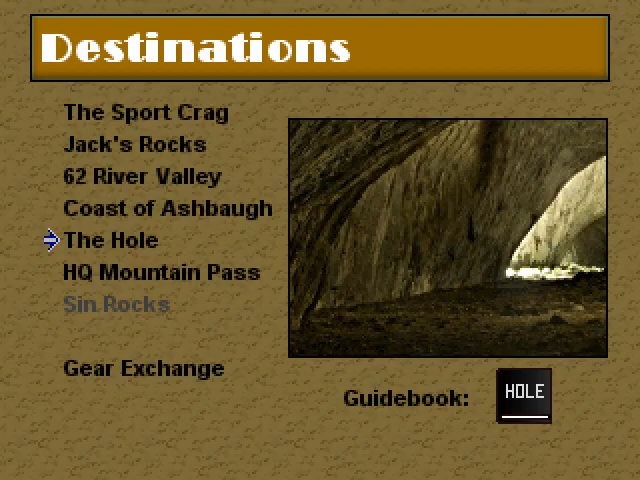 Destinations
The Sport Crag
Jack's Rocks
62 River Valley
Coast of Ashbaugh
The Hole
HQ Mountain Pass
Sin Rocks
Gear Exchange
Guidebook:
HOLE